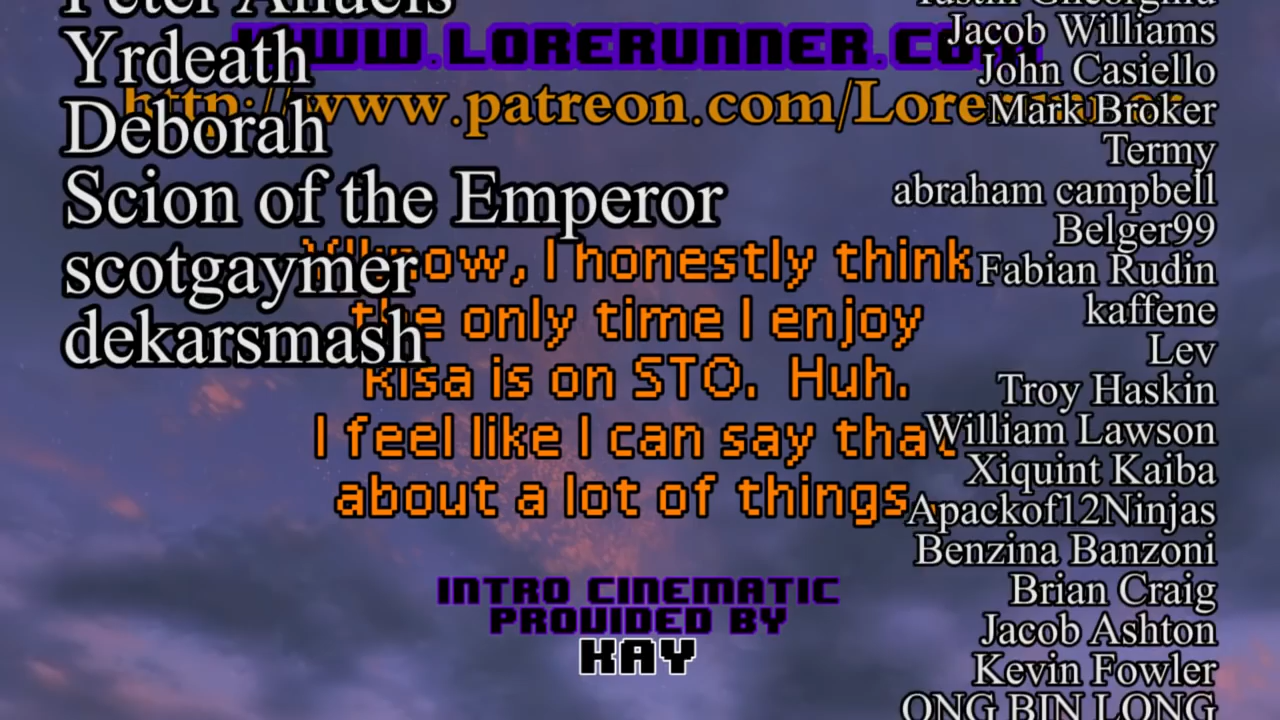 Yrdeath
Deborah
Scion of the Emperor
scotgaymer
dekarsmash
WWW.LORERUNNER.COM
http://www.patreon.com/Lorerunner
Y'know, I honestly think
the only time I enjoy
Risa is on STO. Huh.
I feel like I can say that
about a lot of things.
INTRO CINEMATIC
PROVIDED BY
KAY
Jacob Williams
John Casiello
Mark Broker
Termy
abraham campbell
Belger99
Fabian Rudin
kaffene
Lev
Troy Haskin
William Lawson
Xiquint Kaiba
Apackof12Ninjas
Benzina Banzoni
Brian Craig
Jacob Ashton
Kevin Fowler
ONG BIN LONG